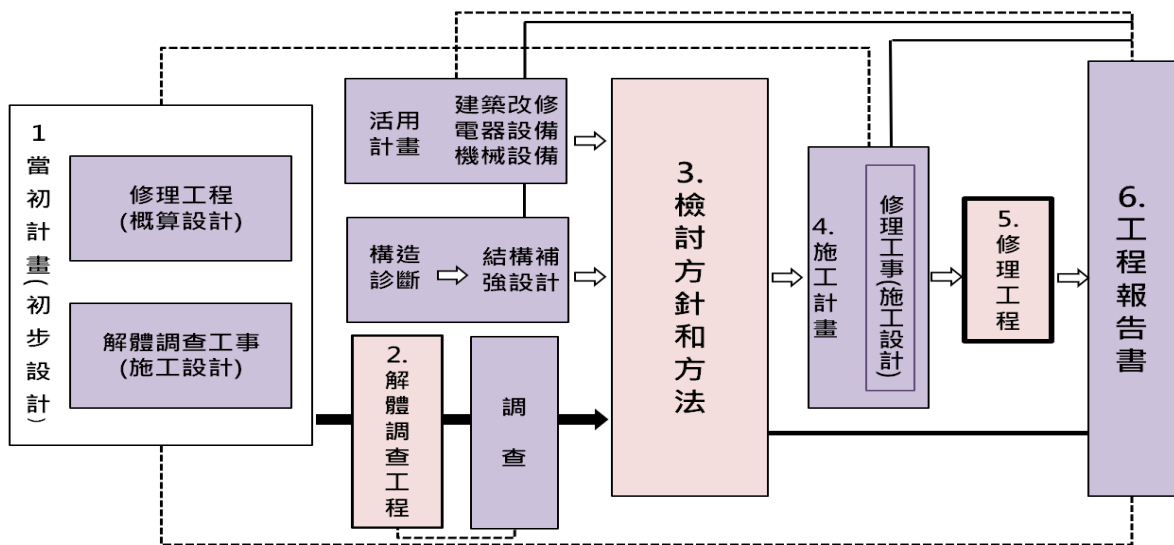 1當初計畫(初步設計)
修理工程
(概算設計)
解體調查工事
(施工設計)
活用
計畫
建築改修
電器設備
機械設備
構造
診斷
結構補
強設計
2.解體調查工程
調查
3.檢討方針和方法
4.施工計畫
修理工事(施工設計)
5.修理工程
6.工程報告書